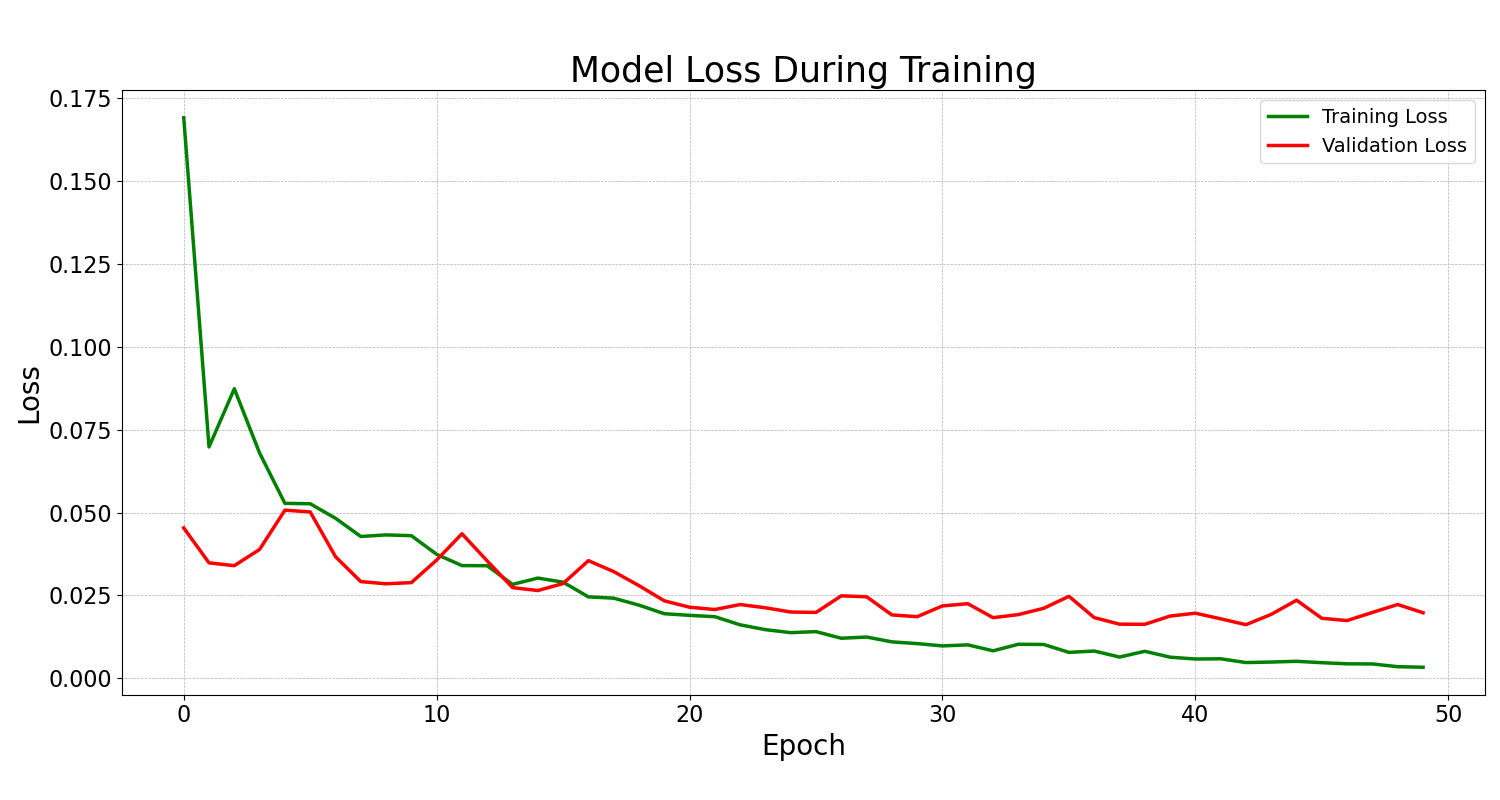 Model Loss During Training
Training Loss
Validation Loss
0.175
0.150
0.125
0.100
0.075
0.050
0.025
0.000
Loss
0 10 20 30 40 50
Epoch